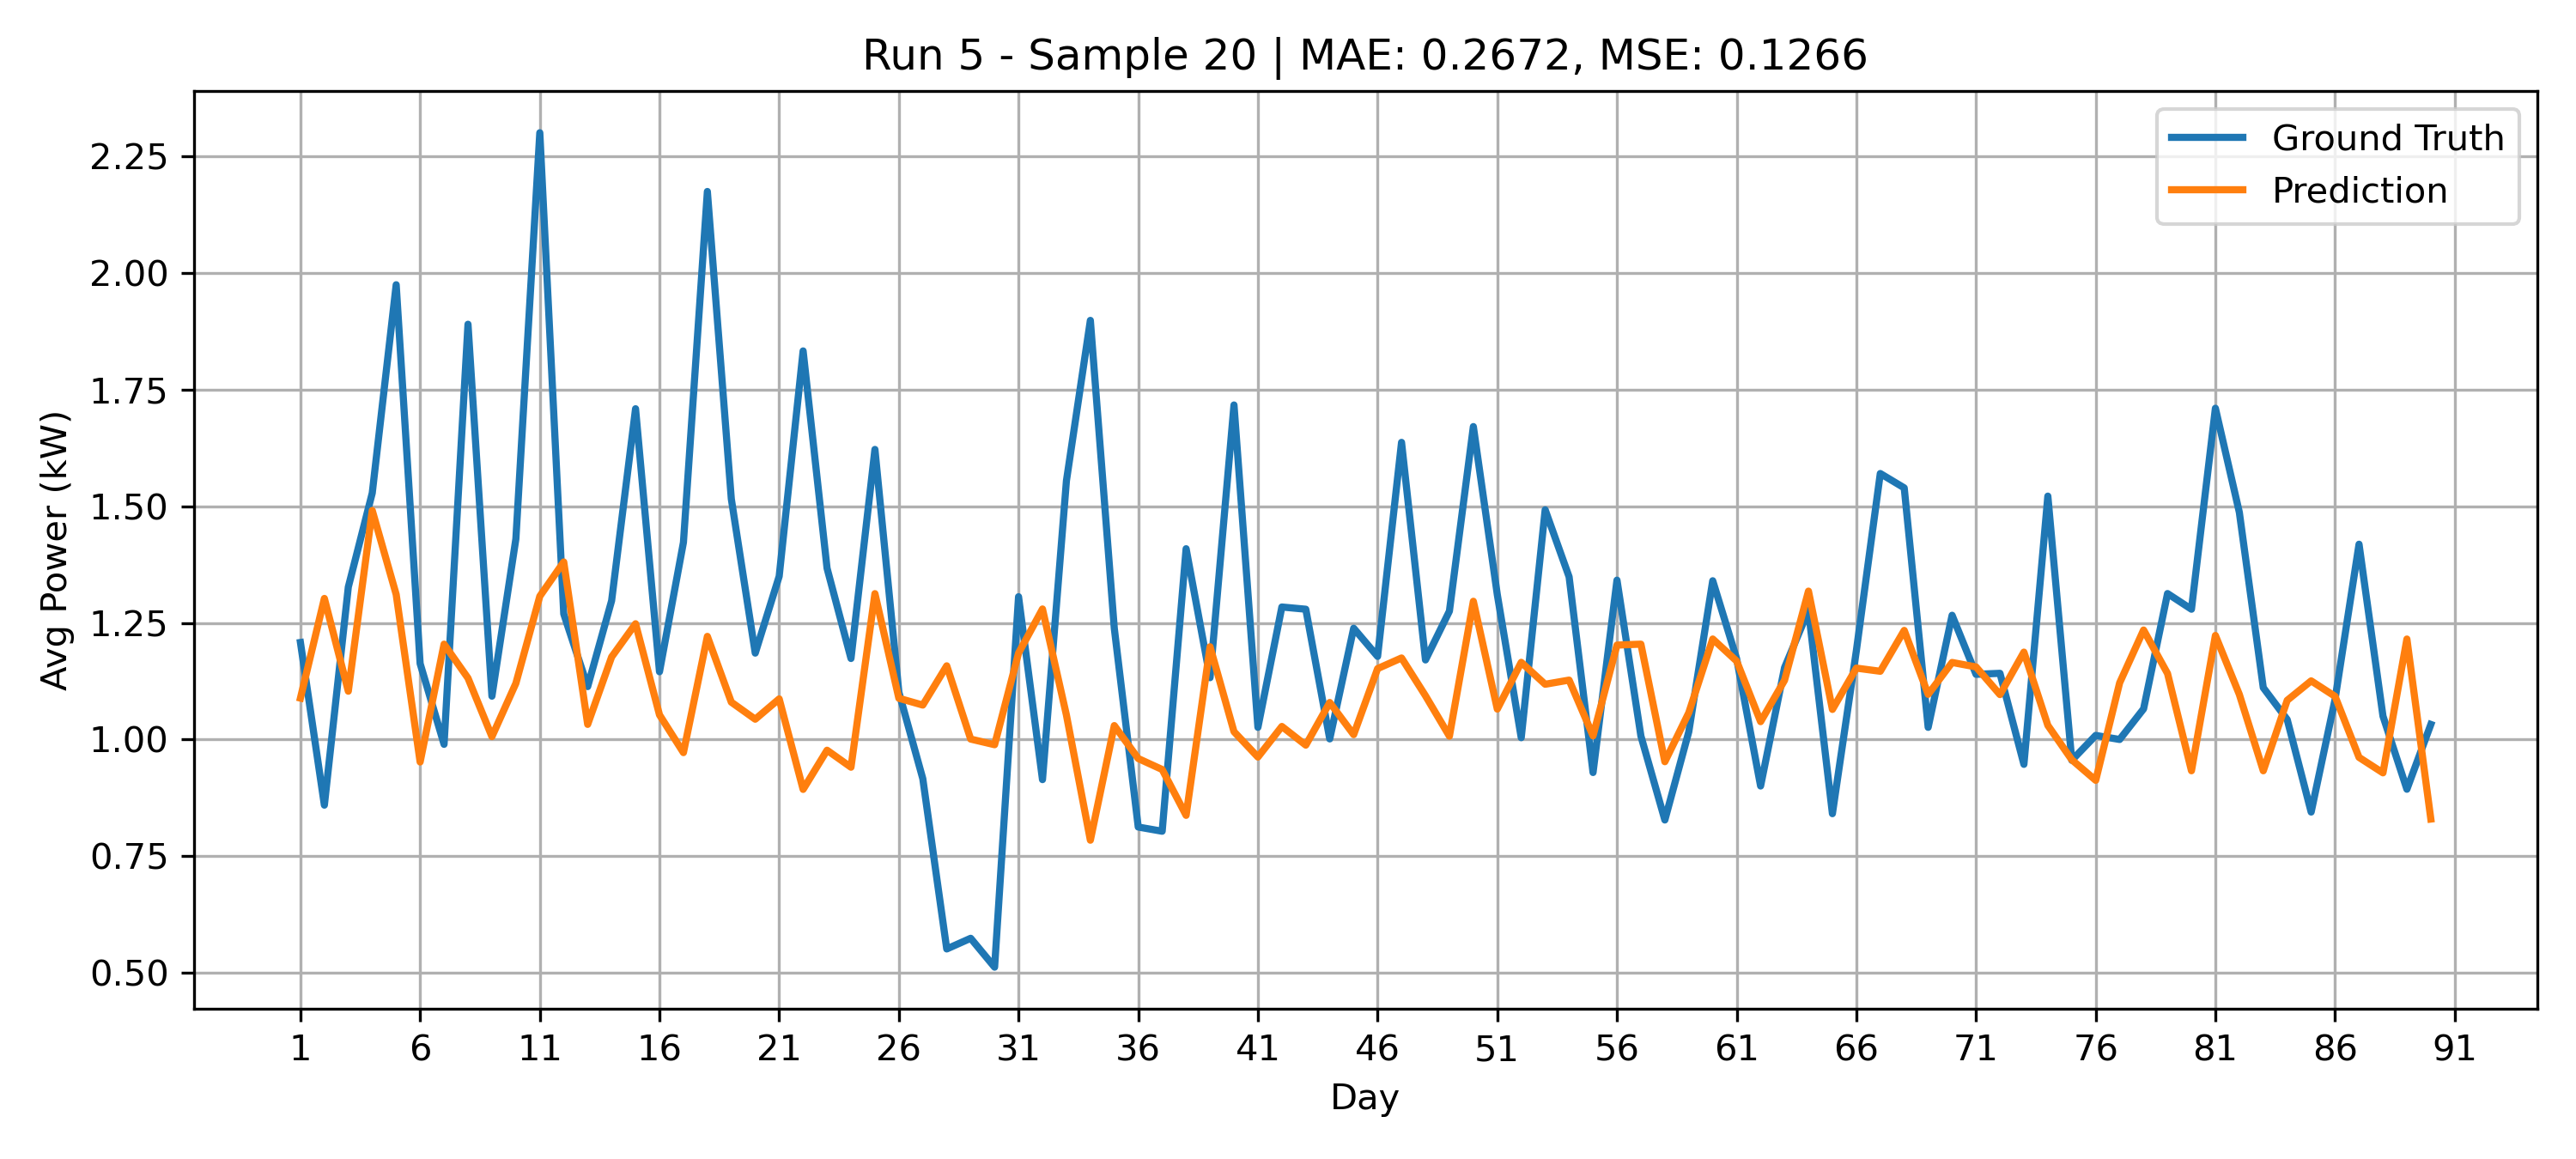 Run 5 - Sample 20 | MAE: 0.2672, MSE: 0.1266
Ground Truth
Prediction
2.25
2.00
1.75
1.50
1.25
1.00
0.75
0.50
Avg Power (kW)
1 6 11 16 21 26 31 36 41 46 51 56 61 66 71 76 81 86 91
Day